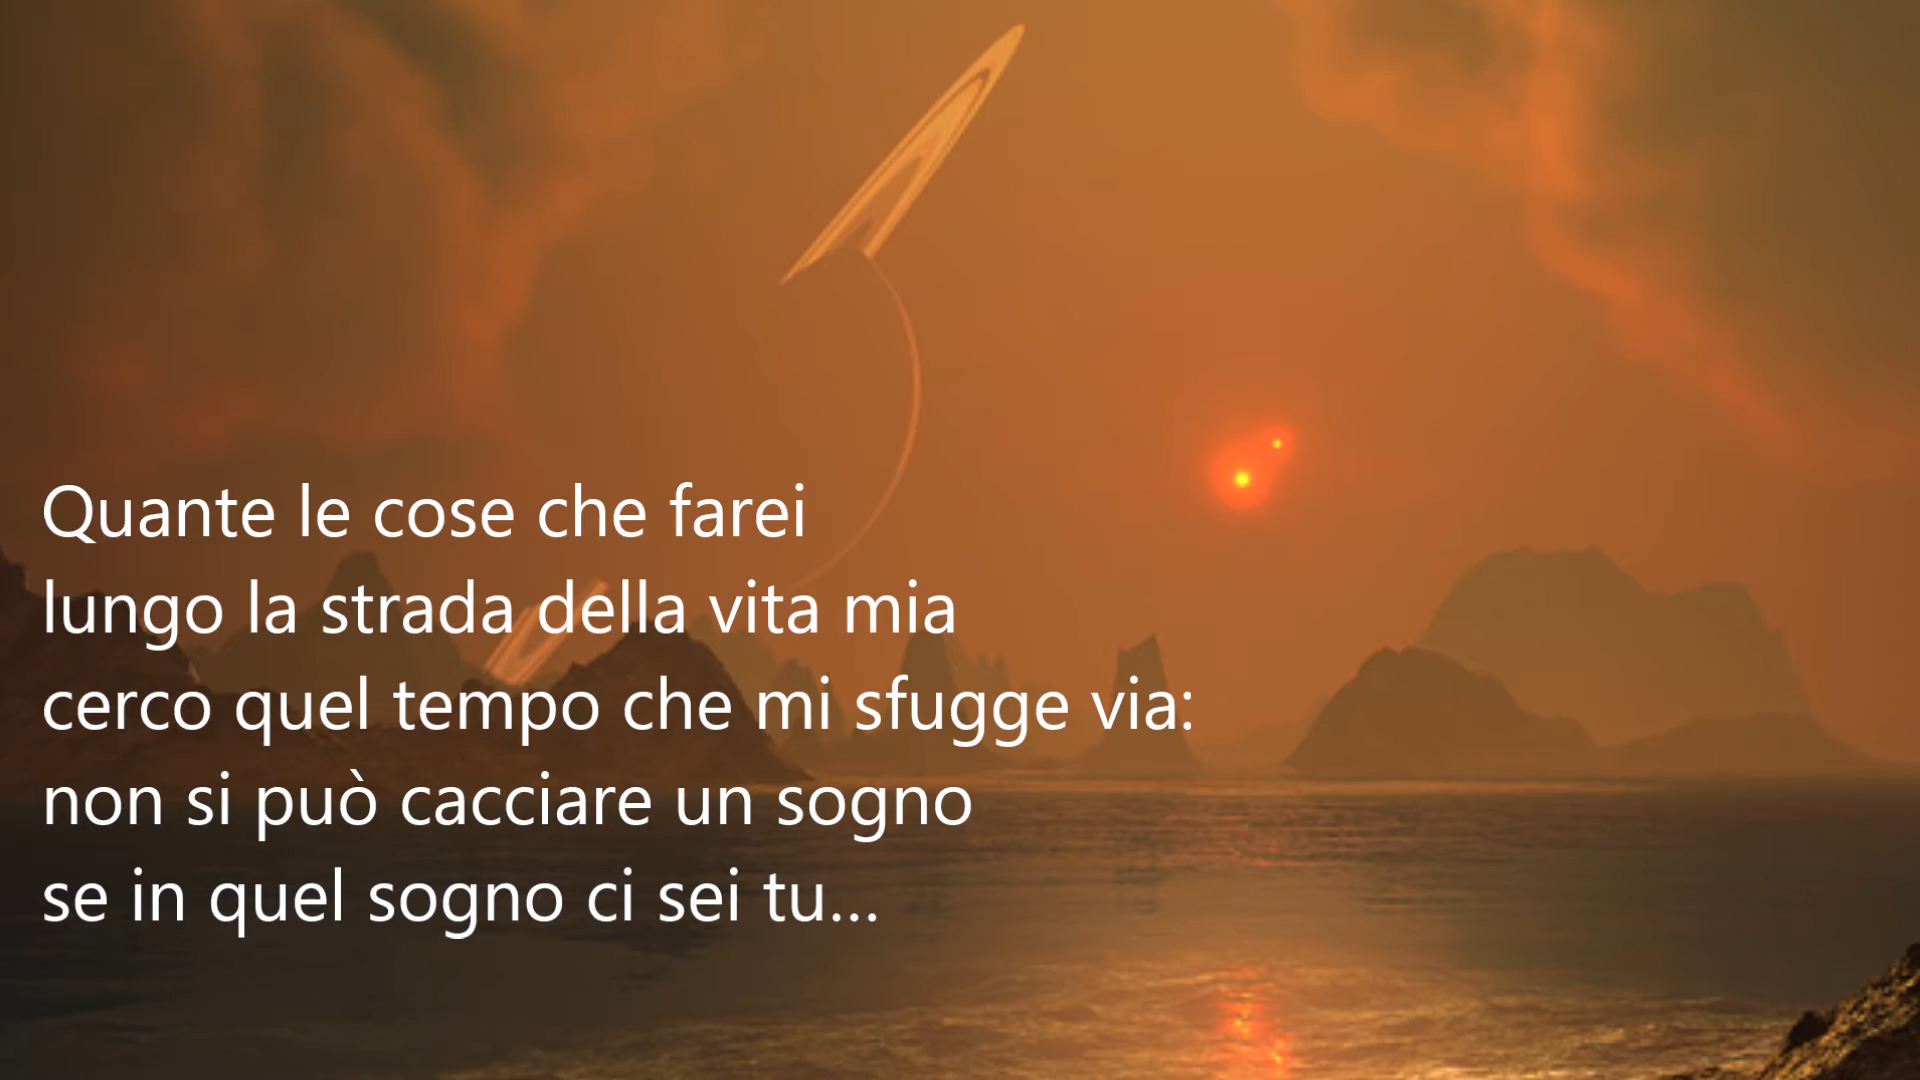 Quante le cose che farei
lungo la strada della vita mia
cerco quel tempo che mi sfugge via:
non si può cacciare un sogno
se in quel sogno ci sei tu...